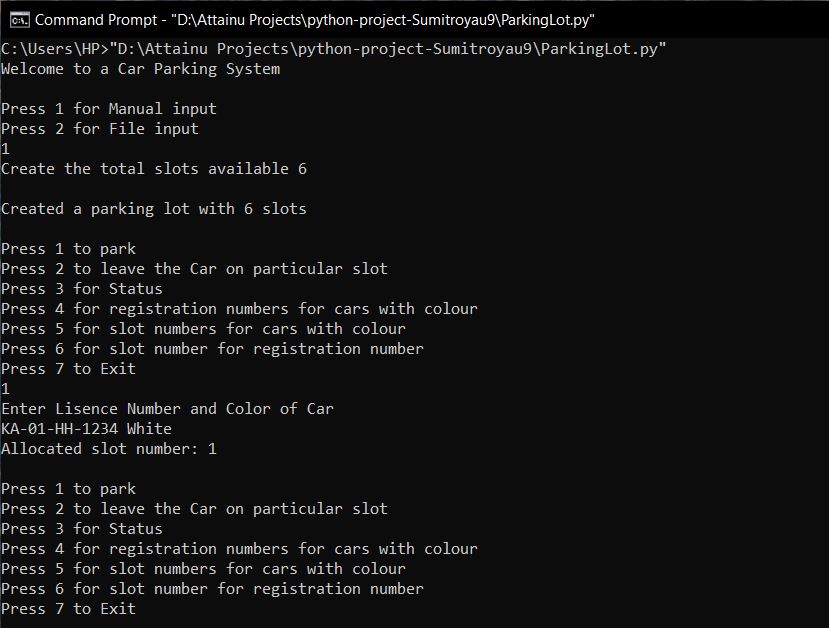 Command Prompt - "D:\Attainu Projects\python-project-Sumitroyau9\ParkingLot.py"
C:\Users\HP>"D:\Attainu Projects\python-project-Sumitroyau9\ParkingLot.py"
Welcome to a Car Parking System
Press 1 for Manual input
Press 2 for File input
1
Create the total slots available 6
Created a parking lot with 6 slots
Press 1 to park
Press 2 to leave the Car on particular slot
Press 3 for Status
Press 4 for registration numbers for cars with colour
Press 5 for slot numbers for cars with colour
Press 6 for slot number for registration number
Press 7 to Exit
1
Enter Lisence Number and Color of Car
KA-01-HH-1234 White
Allocated slot number: 1
Press 1 to park
Press 2 to leave the Car on particular slot
Press 3 for Status
Press 4 for registration numbers for cars with colour
Press 5 for slot numbers for cars with colour
Press 6 for slot number for registration number
Press 7 to Exit